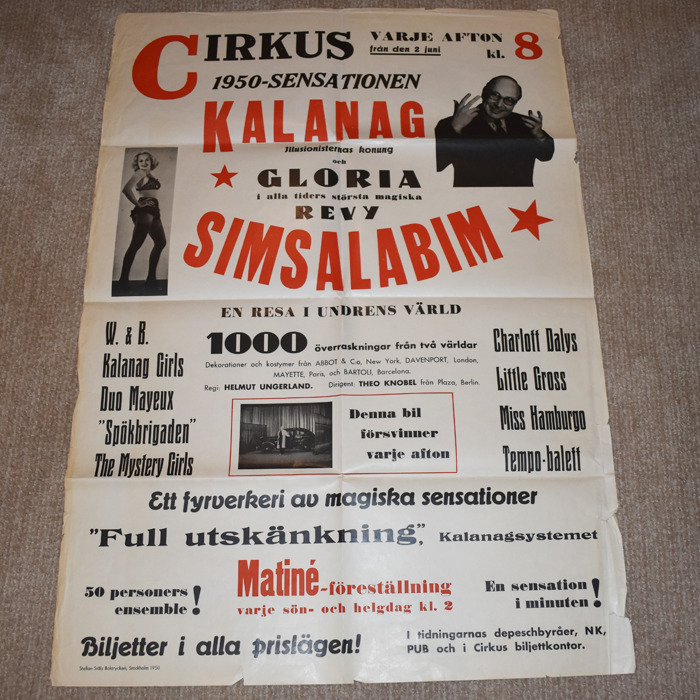 CIRKUS VARJE AFTON
från den 2 juni kl. 8
1950-SENSATIONEN
KALANAG
Illusionisternas konung
och
GLORIA
i alla tiders största magiska
REVY
SIMSALABIM
EN RESA I UNDRENS VÄRLD
W. & B.
Kalanag Girls
Duo Mayeux
"Spökbrigaden"
The Mystery Girls
1000 överraskningar från två världar
Dekorationer och kostymer från ABBOT & C:o, New York, DAVENPORT, London,
MAYETTE, Paris, och BARTOLI, Barcelona.
Regi: HELMUT UNGERLAND. Dirigent: THEO KNOBEL från Plaza, Berlin.
Denna bil
försvinner
varje afton
Charlott Dalys
Little Gross
Miss Hamburgo
Tempo-balett
Ett fyrverkeri av magiska sensationer
"Full utskänkning", Kalanagsystemet
50 personers
ensemble!
Matiné-föreställning
varje sön- och helgdag kl. 2
En sensation
i minuten!
Biljetter i alla prislägen!
I tidningarnas depeschbyråer, NK,
PUB och i Cirkus biljettkontor.
Staffan Ståls Boktryckeri, Stockholm 1950